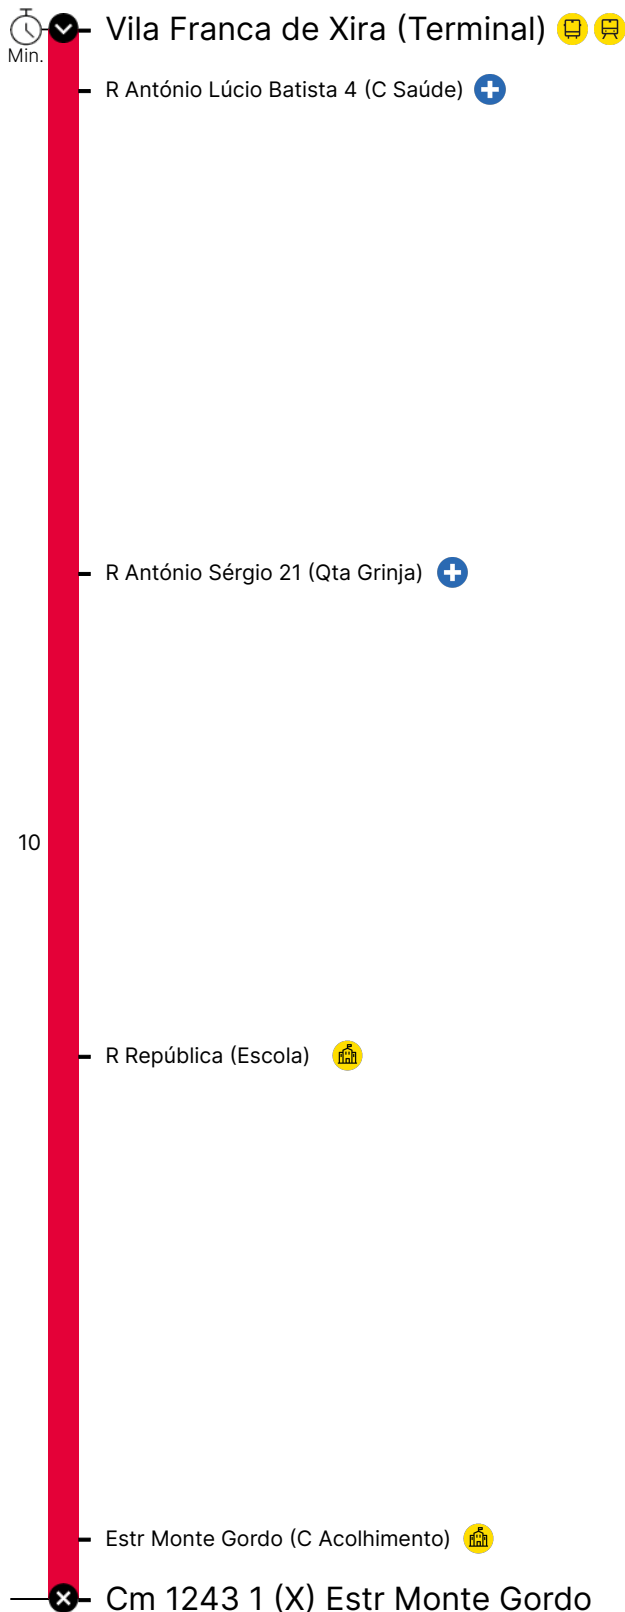 Vila Franca de Xira (Terminal)
Min.
R António Lúcio Batista 4 (C Saúde)
R António Sérgio 21 (Qta Grinja)
10
R República (Escola)
Estr Monte Gordo (C Acolhimento)
Cm 1243 1 (X) Estr Monte Gordo